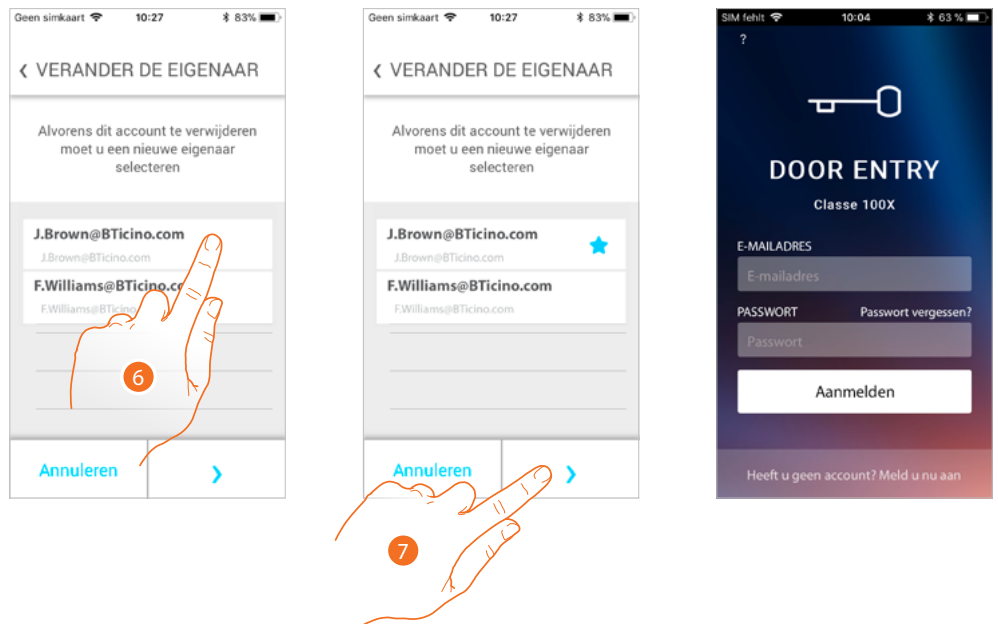 Geen simkaart 10:27 83%
VERANDER DE EIGENAAR
Alvorens dit account te verwijderen
moet u een nieuwe eigenaar
selecteren
J.Brown@BTicino.com
J.Brown@BTicino.com
F.Williams@BTicino.co
F.Williams@BTicino
6
Annuleren
Geen simkaart 10:27 83%
VERANDER DE EIGENAAR
Alvorens dit account te verwijderen
moet u een nieuwe eigenaar
selecteren
J.Brown@BTicino.com
J.Brown@BTicino.com
F.Williams@BTicino.com
F.Williams@BTicino.com
Annuleren
7
SIM fehlt 10:04 63 %
?
DOOR ENTRY
Classe 100X
E-MAILADRES
E-mailadres
PASSWORT Passwort vergessen?
Passwort
Aanmelden
Heeft u geen account? Meld u nu aan